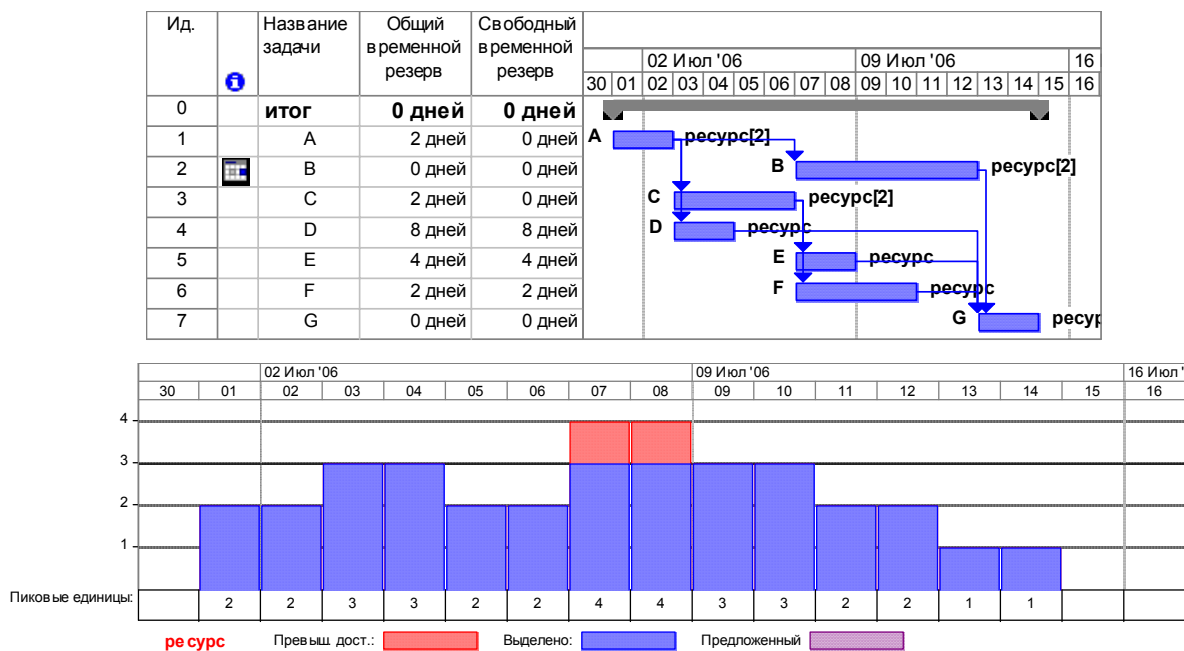 Ид. Название задачи Общий временной резерв Свободный временной резерв
02 Июл '06 09 Июл '06 16
30 01 02 03 04 05 06 07 08 09 10 11 12 13 14 15 16
0 итог 0 дней 0 дней
1 A 2 дней 0 дней A ресурс[2]
2 B 0 дней 0 дней B ресурс[2]
3 C 2 дней 0 дней C ресурс[2]
4 D 8 дней 8 дней D ресурс
5 E 4 дней 4 дней E ресурс
6 F 2 дней 2 дней F ресурс
7 G 0 дней 0 дней G ресур
02 Июл '06 09 Июл '06 16 Июл '
30 01 02 03 04 05 06 07 08 09 10 11 12 13 14 15 16
4
3
2
1
Пиковые единицы: 2 2 3 3 2 2 4 4 3 3 2 2 1 1
ресурс Превыш. дост.: Выделено: Предложенный